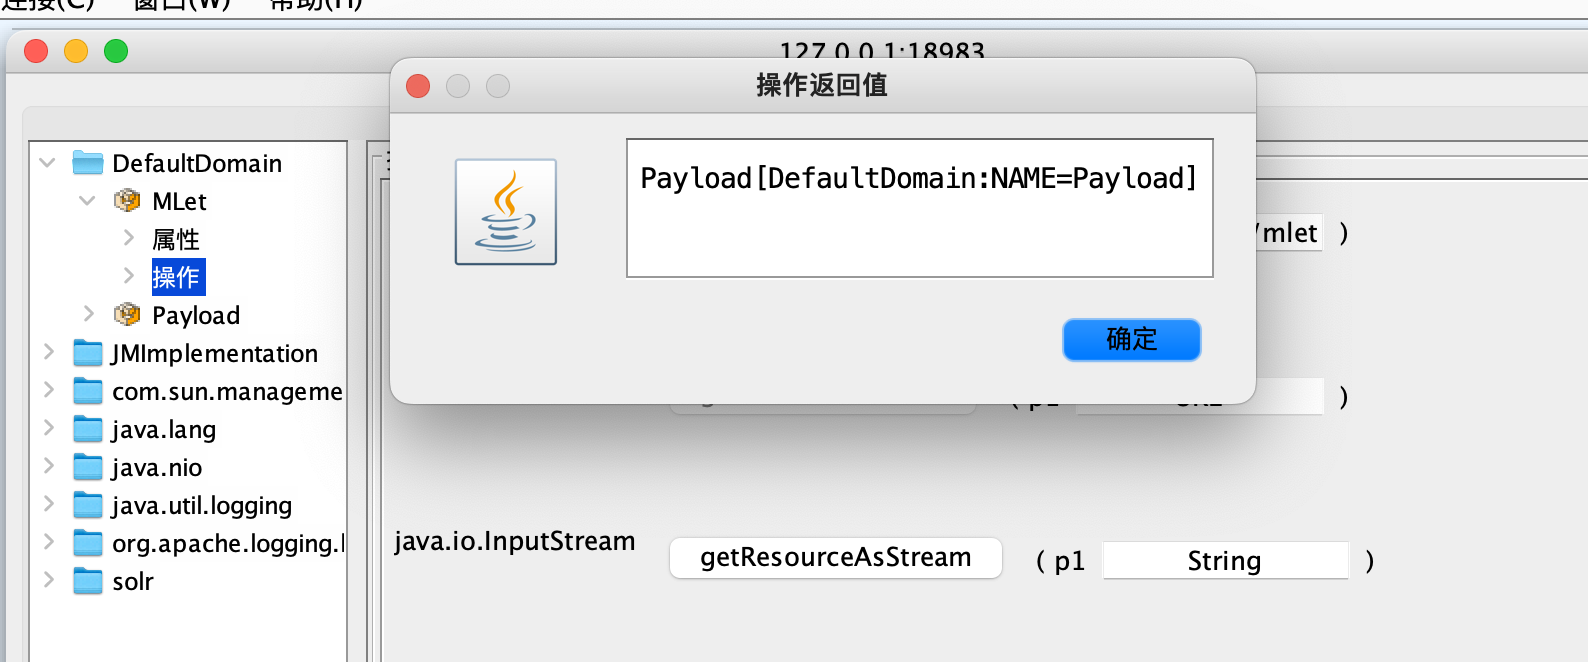 连接(C) 窗口(W) 帮助(H)
127.0.0.1:18983
操作返回值
Payload[DefaultDomain:NAME=Payload]
确定
DefaultDomain
MLet
属性
操作
Payload
JMImplementation
com.sun.manageme
java.lang
java.nio
java.util.logging
org.apache.logging.l
solr
/mlet )
( p1 )
java.io.InputStream getResourceAsStream ( p1 String )